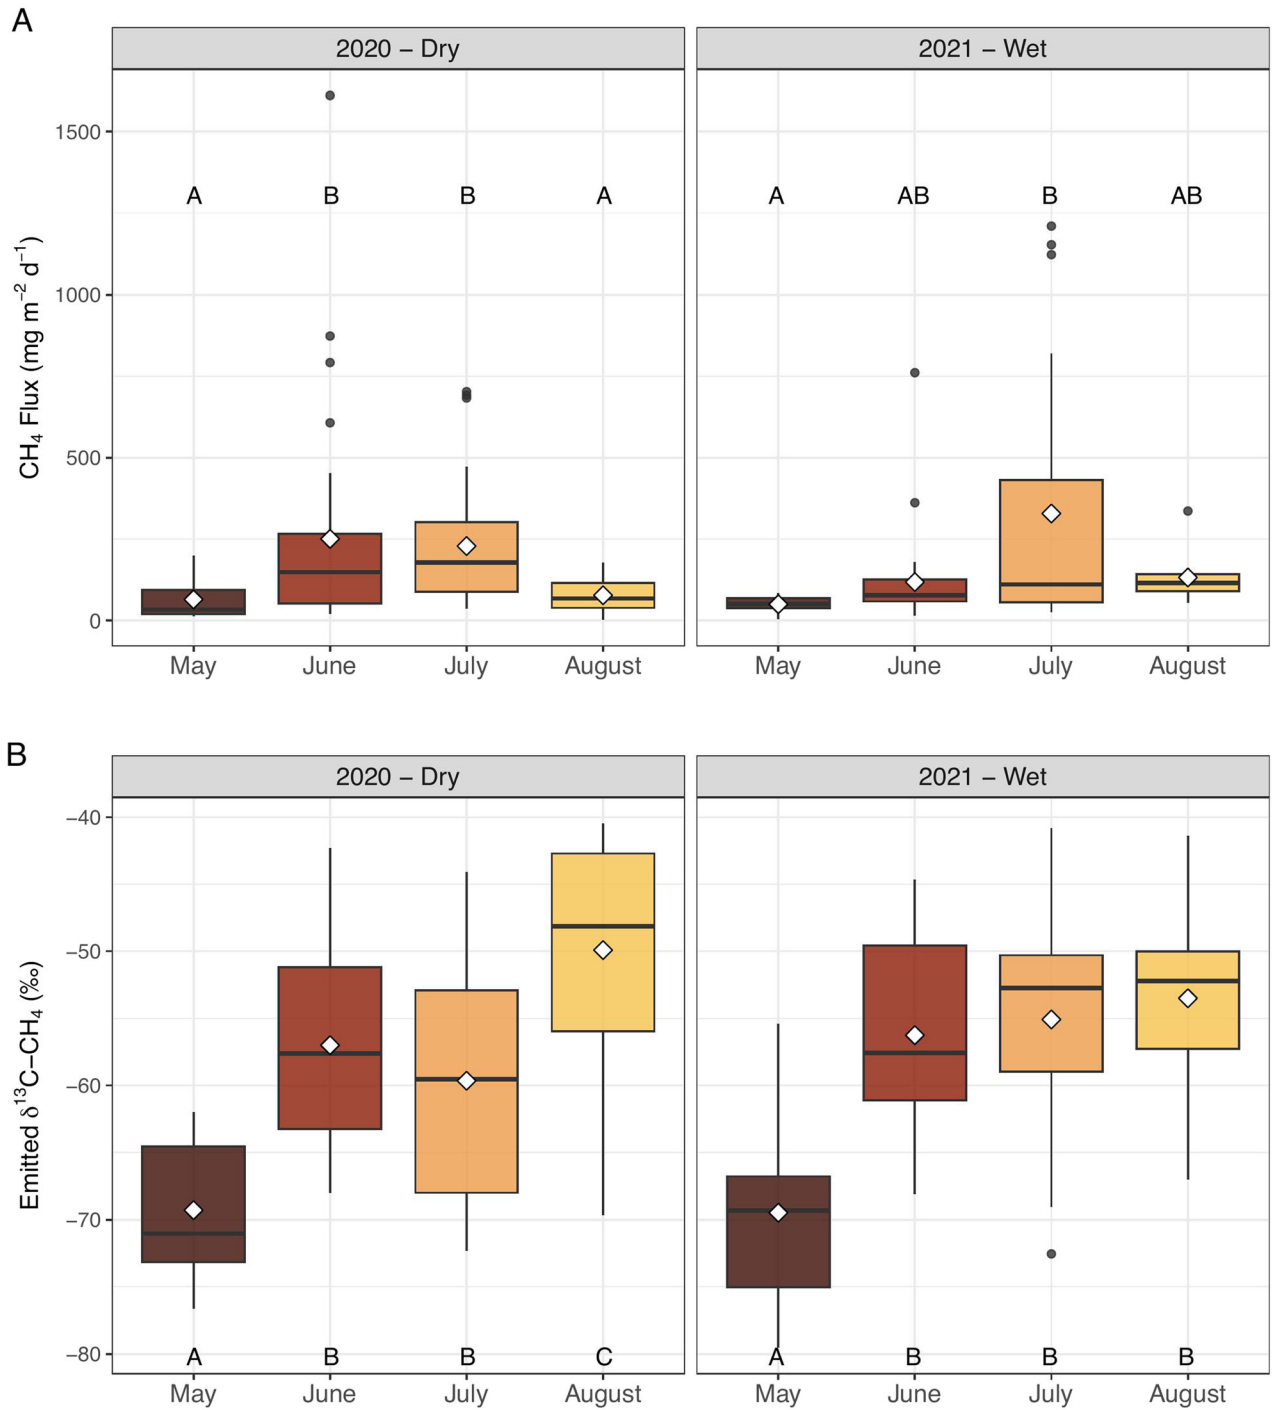 A
2020 − Dry
2021 − Wet
CH₄ Flux (mg m⁻² d⁻¹)
1500
1000
500
0
A B B A
A AB B AB
May June July August
May June July August
B
2020 − Dry
2021 − Wet
Emitted δ¹³C−CH₄ (‰)
−40
−50
−60
−70
−80
A B B C
A B B B
May June July August
May June July August